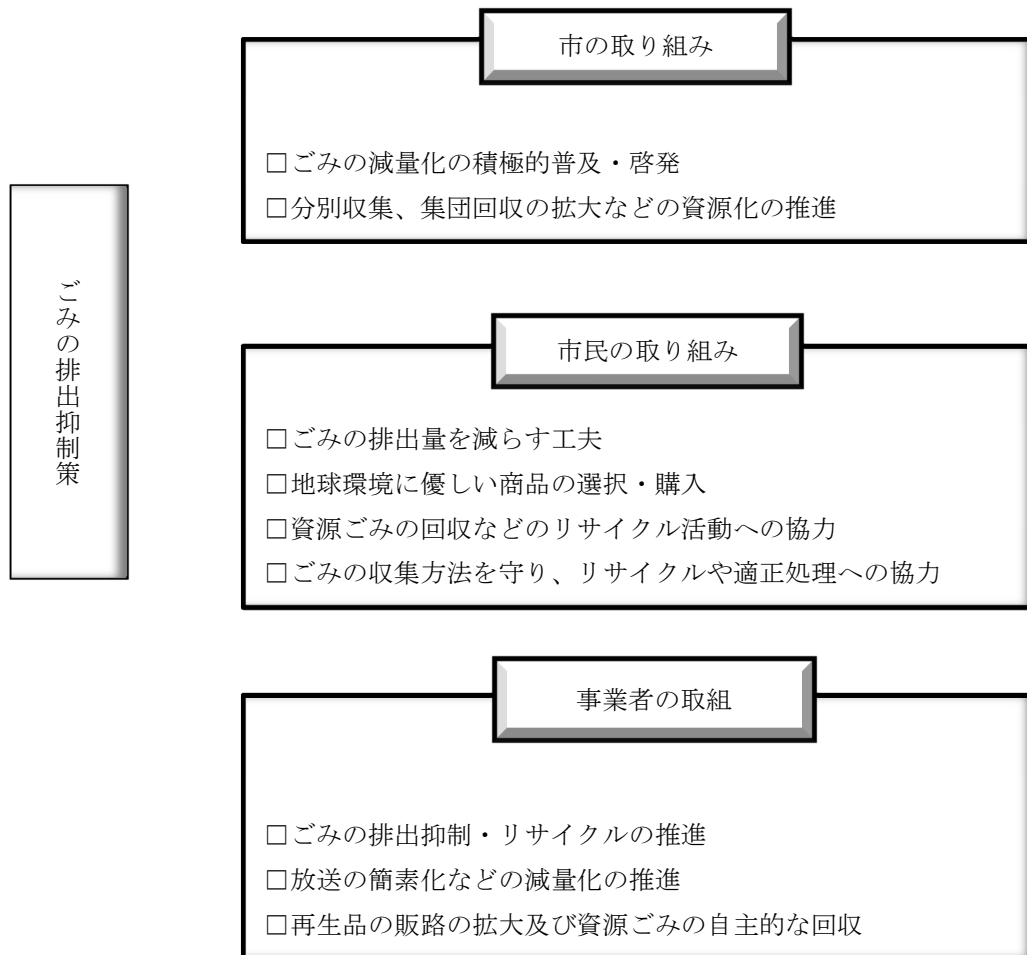 ごみの排出抑制策
市の取り組み
□ごみの減量化の積極的普及・啓発
□分別収集、集団回収の拡大などの資源化の推進
市民の取り組み
□ごみの排出量を減らす工夫
□地球環境に優しい商品の選択・購入
□資源ごみの回収などのリサイクル活動への協力
□ごみの収集方法を守り、リサイクルや適正処理への協力
事業者の取組
□ごみの排出抑制・リサイクルの推進
□放送の簡素化などの減量化の推進
□再生品の販路の拡大及び資源ごみの自主的な回収